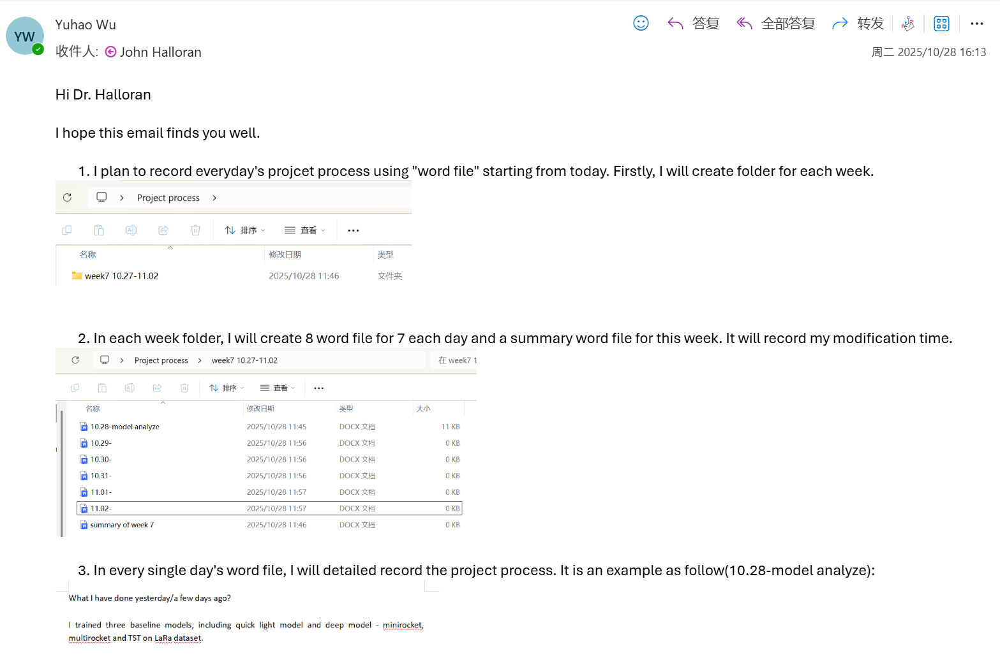 Yuhao Wu
答复
全部答复
转发
YW
收件人: John Halloran
周二 2025/10/28 16:13
Hi Dr. Halloran
I hope this email finds you well.
1. I plan to record everyday's projcet process using "word file" starting from today. Firstly, I will create folder for each week.
Project process
排序 查看
名称 修改日期 类型
week7 10.27-11.02 2025/10/28 11:46 文件夹
2. In each week folder, I will create 8 word file for 7 each day and a summary word file for this week. It will record my modification time.
Project process week7 10.27-11.02 在 week7 1
排序 查看
名称 修改日期 类型 大小
10.28-model analyze 2025/10/28 11:45 DOCX 文档 11 KB
10.29- 2025/10/28 11:56 DOCX 文档 0 KB
10.30- 2025/10/28 11:56 DOCX 文档 0 KB
10.31- 2025/10/28 11:56 DOCX 文档 0 KB
11.01- 2025/10/28 11:57 DOCX 文档 0 KB
11.02- 2025/10/28 11:57 DOCX 文档 0 KB
summary of week 7 2025/10/28 11:46 DOCX 文档 0 KB
3. In every single day's word file, I will detailed record the project process. It is an example as follow(10.28-model analyze):
What I have done yesterday/a few days ago?
I trained three baseline models, including quick light model and deep model - minirocket,
multirocket and TST on LaRa dataset.